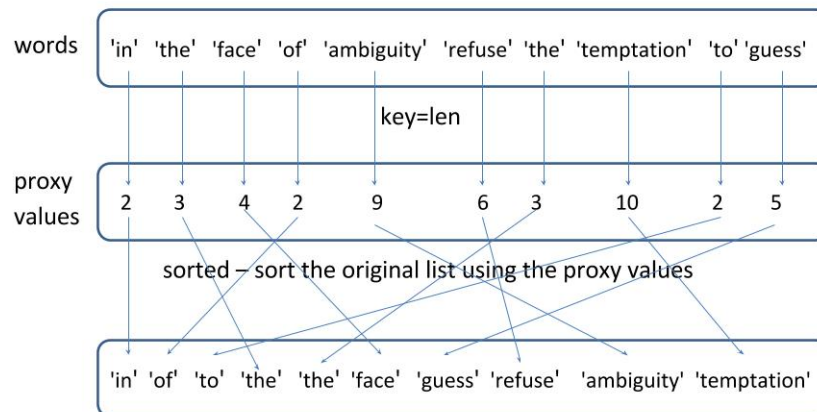 words 'in' 'the' 'face' 'of' 'ambiguity' 'refuse' 'the' 'temptation' 'to' 'guess'
key=len
proxy
values
2 3 4 2 9 6 3 10 2 5
sorted – sort the original list using the proxy values
'in' 'of' 'to' 'the' 'the' 'face' 'guess' 'refuse' 'ambiguity' 'temptation'